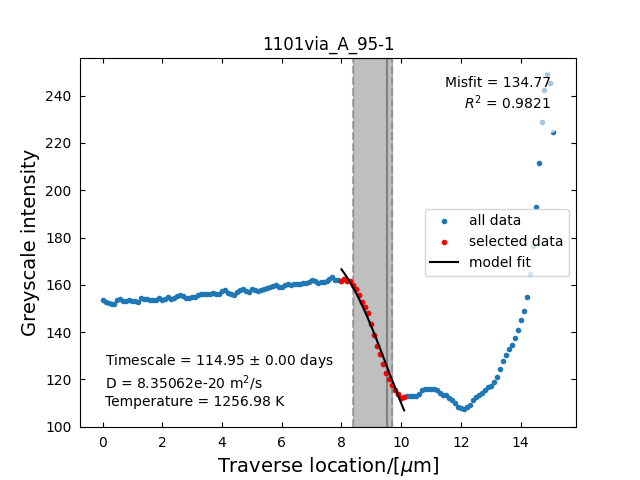 1101via_A_95-1
Misfit = 134.77
R² = 0.9821
240
220
200
180
160
140
120
100
Greyscale intensity
all data
selected data
model fit
Timescale = 114.95 ± 0.00 days
D = 8.35062e-20 m²/s
Temperature = 1256.98 K
0 2 4 6 8 10 12 14
Traverse location/[μm]